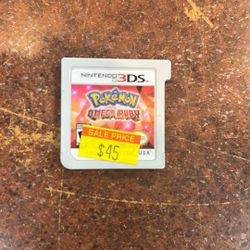 NINTENDO 3DS
POKéMON
OMEGA RUBY
SALE PRICE
$45
USA